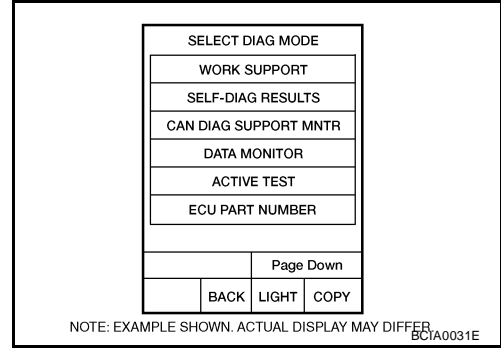 SELECT DIAG MODE
WORK SUPPORT
SELF-DIAG RESULTS
CAN DIAG SUPPORT MNTR
DATA MONITOR
ACTIVE TEST
ECU PART NUMBER
Page Down
BACK LIGHT COPY
NOTE: EXAMPLE SHOWN. ACTUAL DISPLAY MAY DIFFER.
BCIA0031E